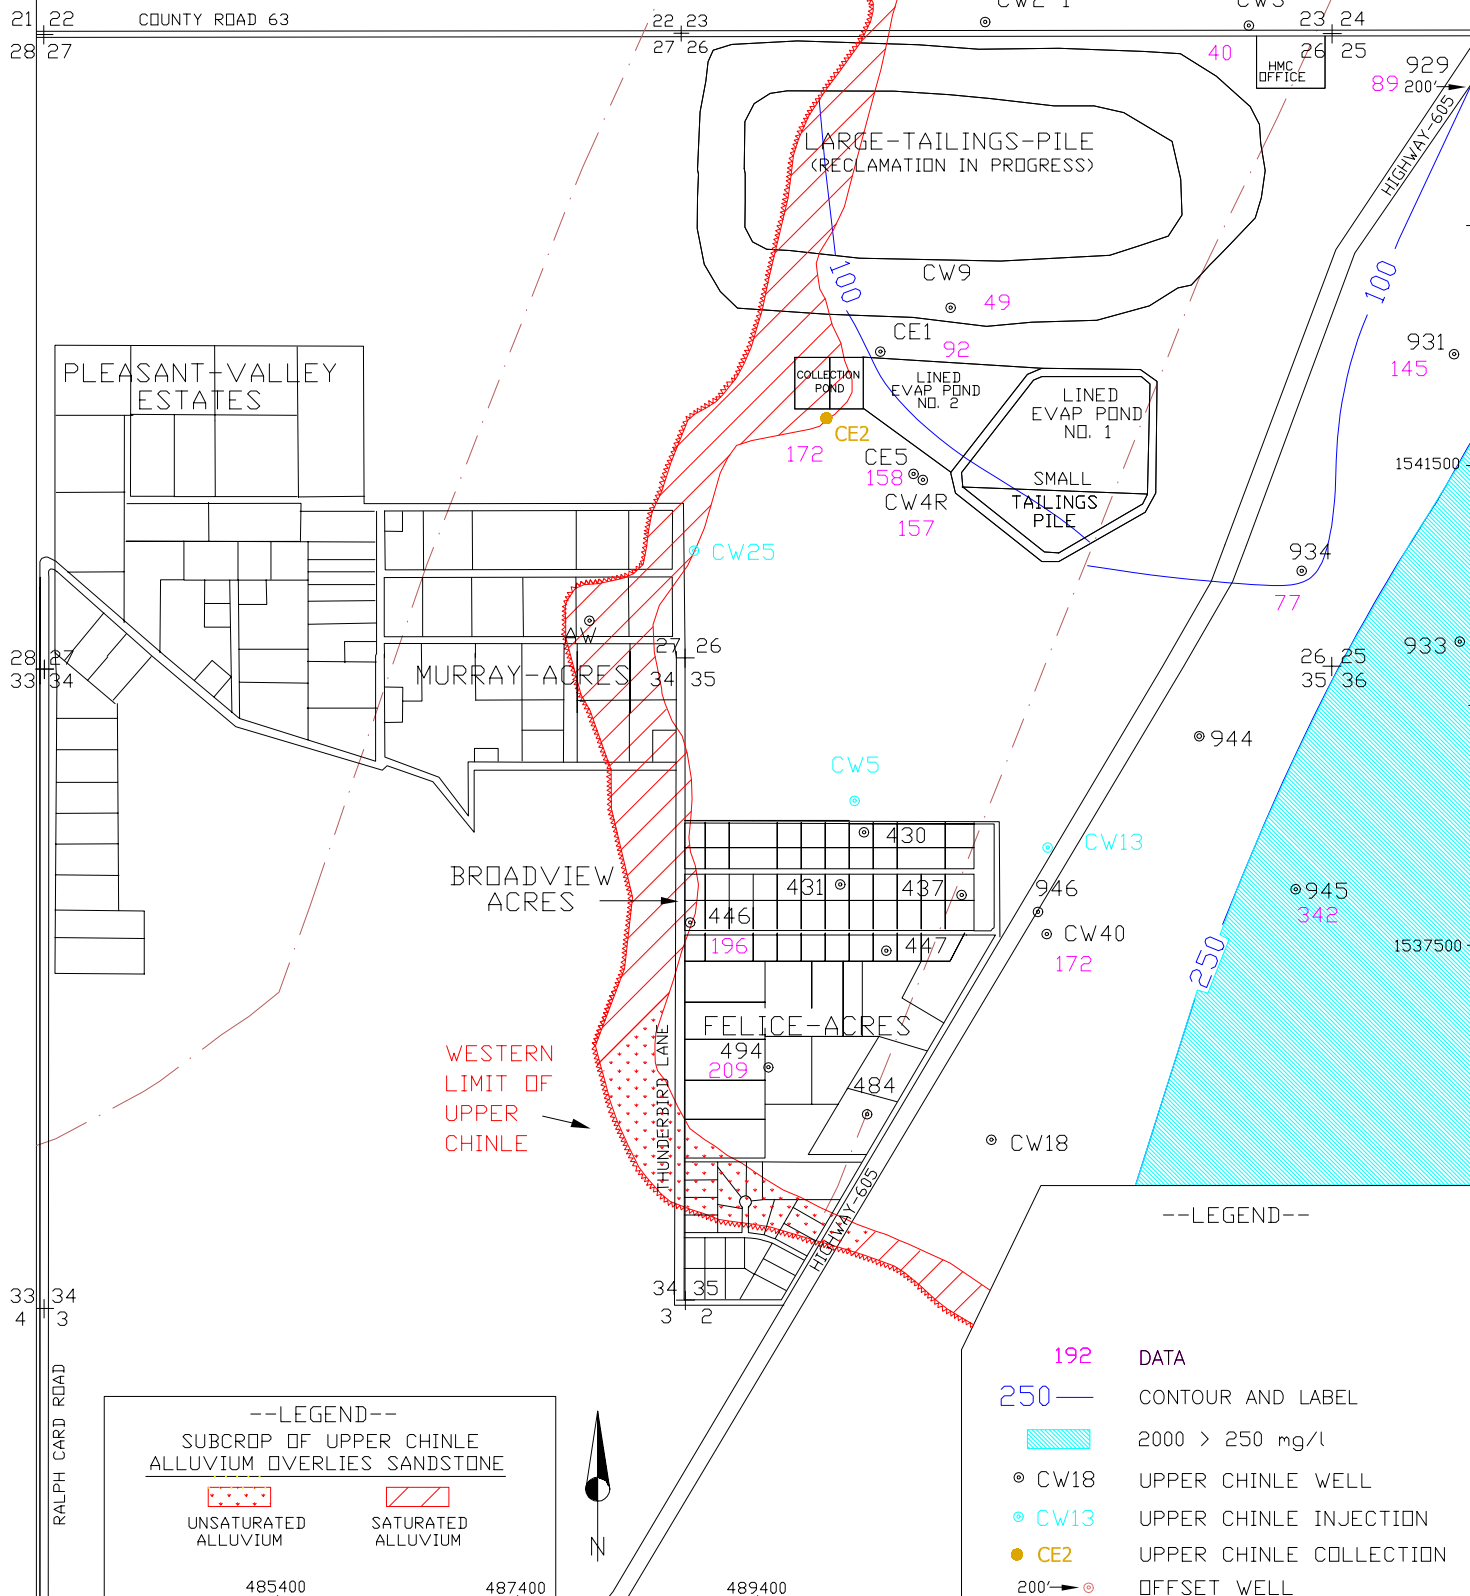 CW2-1
CW3
21 22
28 27
COUNTY ROAD 63
22 23
27 26
23 24
26 25
40
HMC
OFFICE
929
89 200'
HIGHWAY-605
LARGE-TAILINGS-PILE
(RECLAMATION IN PROGRESS)
100
CW9
49
100
CE1
92
931
145
PLEASANT-VALLEY
ESTATES
COLLECTION
POND
LINED
EVAP POND
NO. 2
LINED
EVAP POND
NO. 1
CE2
172
CE5
158
CW4R
157
SMALL
TAILINGS
PILE
1541500
CW25
934
77
AW
933
28 27
33 34
27 26
34 35
26 25
35 36
MURRAY-ACRES
944
CW5
430
CW13
BROADVIEW
ACRES
431
437
946
945
342
446
196
447
CW40
172
250
1537500
FELICE-ACRES
494
209
484
THUNDERBIRD LANE
WESTERN
LIMIT OF
UPPER
CHINLE
CW18
HIGHWAY-605
33 34
4 3
34 35
3 2
RALPH CARD ROAD
--LEGEND--
SUBCROP OF UPPER CHINLE
ALLUVIUM OVERLIES SANDSTONE
UNSATURATED
ALLUVIUM
SATURATED
ALLUVIUM
N
485400
487400
489400
--LEGEND--
192 DATA
250 CONTOUR AND LABEL
2000 > 250 mg/l
CW18 UPPER CHINLE WELL
CW13 UPPER CHINLE INJECTION
CE2 UPPER CHINLE COLLECTION
200' OFFSET WELL